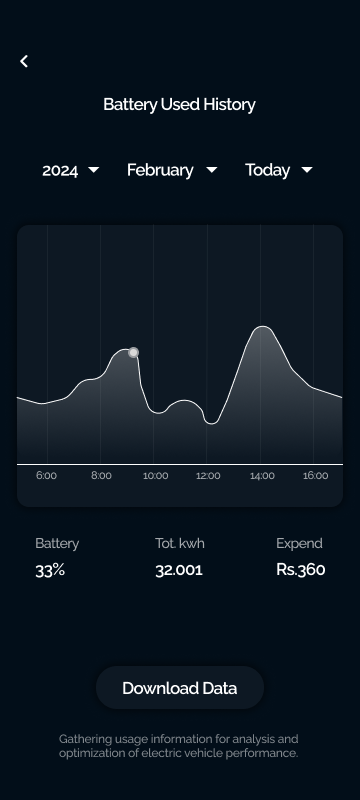 Battery Used History
2024 February Today
6:00 8:00 10:00 12:00 14:00 16:00
Battery Tot. kwh Expend
33% 32.001 Rs.360
Download Data
Gathering usage information for analysis and
optimization of electric vehicle performance.